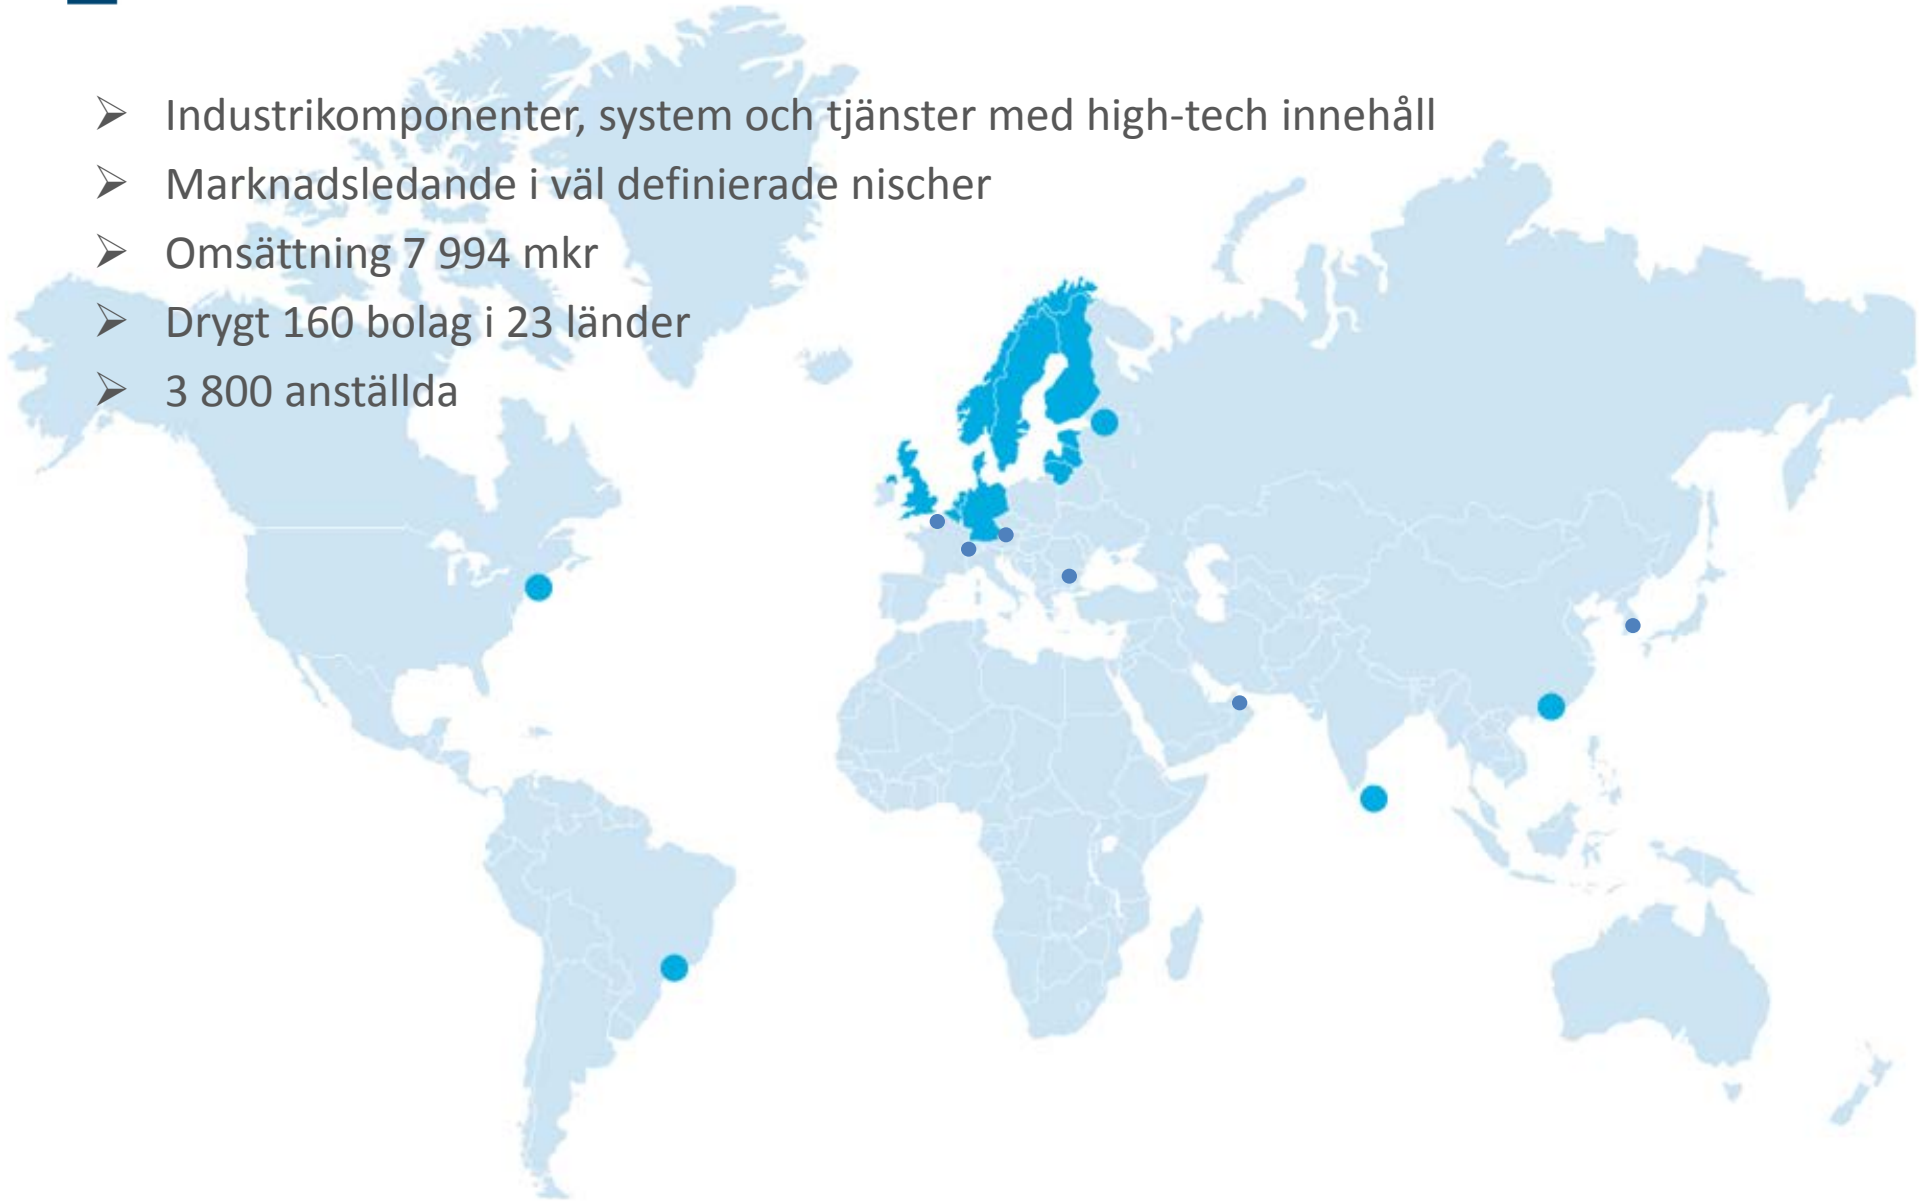 ➢ Industrikomponenter, system och tjänster med high-tech innehåll
➢ Marknadsledande i väl definierade nischer
➢ Omsättning 7 994 mkr
➢ Drygt 160 bolag i 23 länder
➢ 3 800 anställda